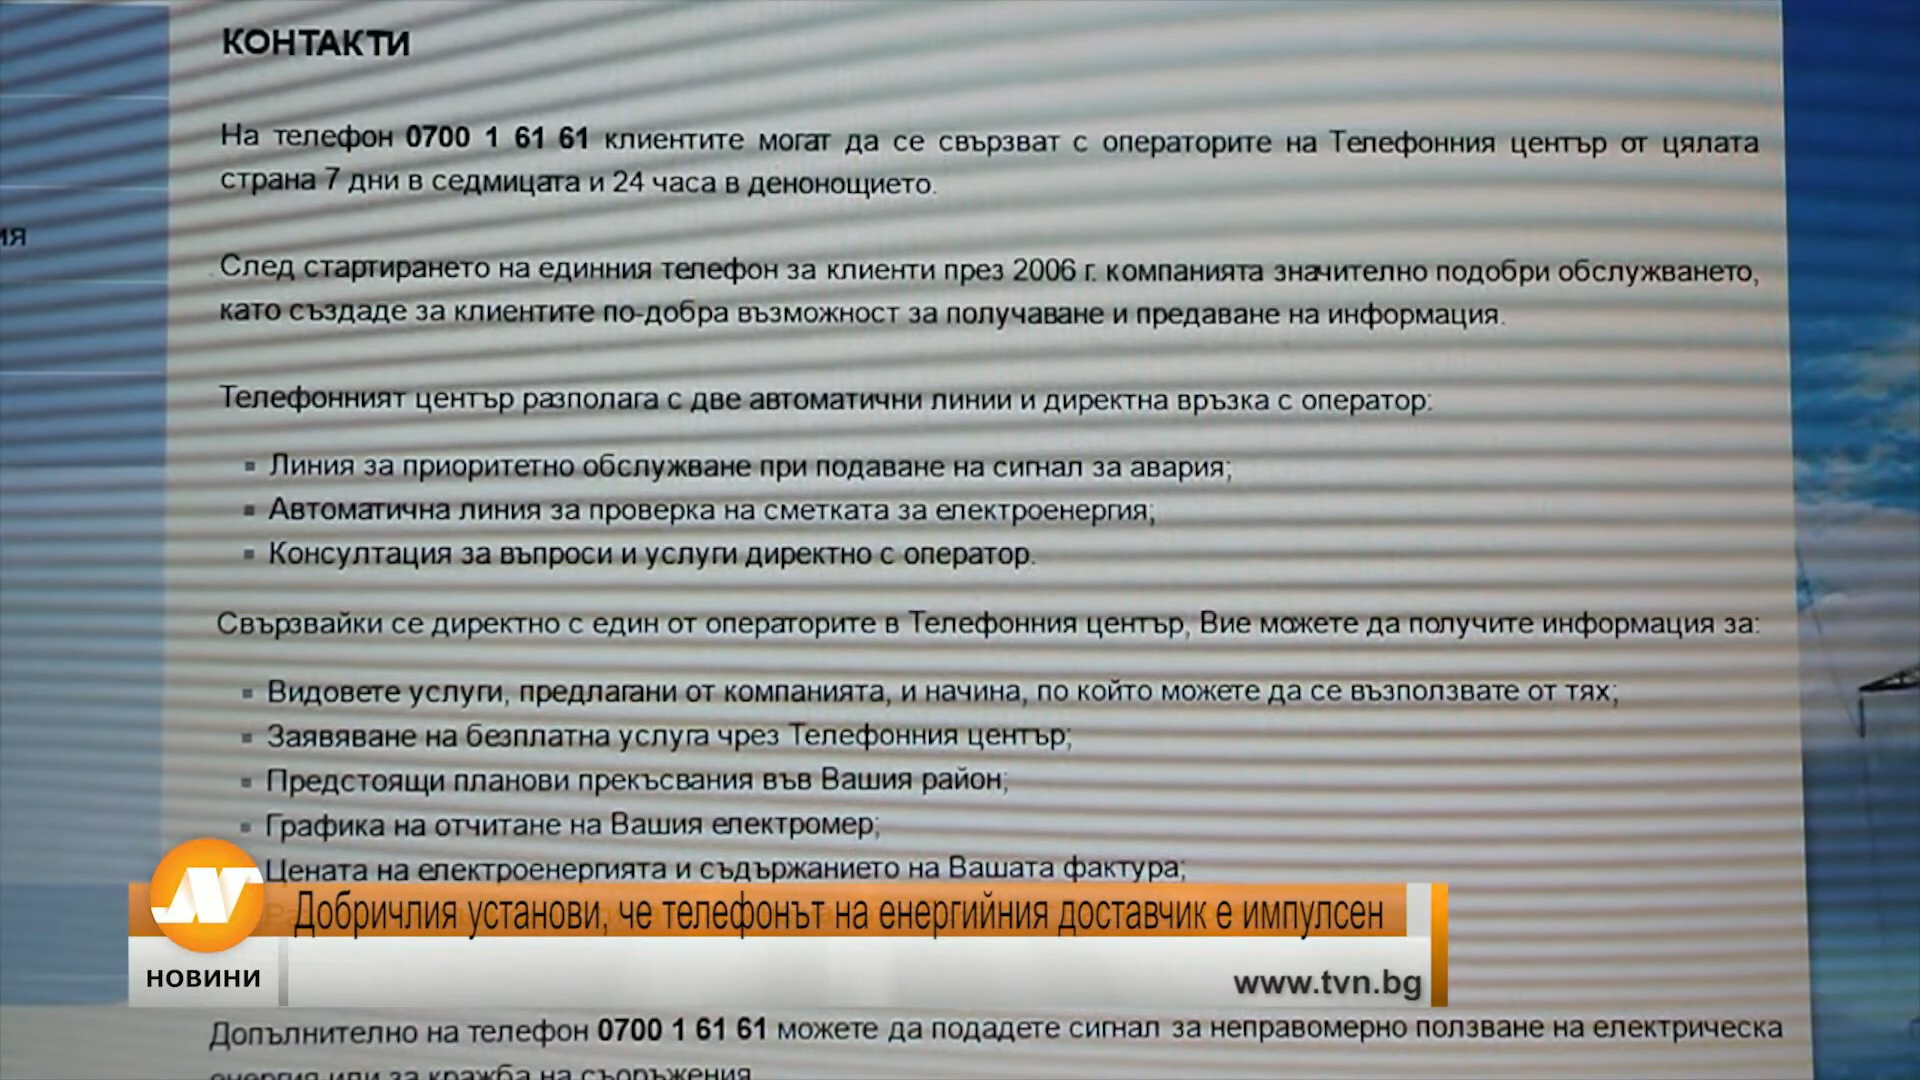 КОНТАКТИ
На телефон 0700 1 61 61 клиентите могат да се свързват с операторите на Телефонния център от цялата
страна 7 дни в седмицата и 24 часа в денонощието.
ия
След стартирането на единния телефон за клиенти през 2006 г. компанията значително подобри обслужването,
като създаде за клиентите по-добра възможност за получаване и предаване на информация.
Телефонният център разполага с две автоматични линии и директна връзка с оператор:
▪ Линия за приоритетно обслужване при подаване на сигнал за авария;
▪ Автоматична линия за проверка на сметката за електроенергия;
▪ Консултация за въпроси и услуги директно с оператор.
Свързвайки се директно с един от операторите в Телефонния център, Вие можете да получите информация за:
▪ Видовете услуги, предлагани от компанията, и начина, по който можете да се възползвате от тях;
▪ Заявяване на безплатна услуга чрез Телефонния център;
▪ Предстоящи планови прекъсвания във Вашия район;
▪ Графика на отчитане на Вашия електромер;
Цената на електроенергията и съдържанието на Вашата фактура;
Добричлия установи, че телефонът на енергийния доставчик е импулсен
НОВИНИ
www.tvn.bg
Допълнително на телефон 0700 1 61 61 можете да подадете сигнал за неправомерно ползване на електрическа
енергия или за кражба на съоръжения.